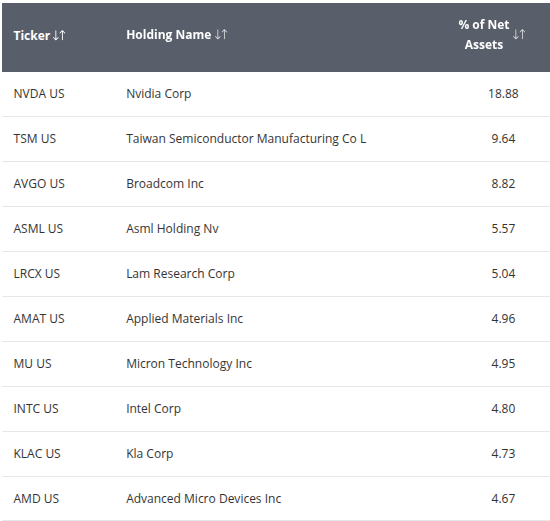 Ticker↓↑ Holding Name ↓↑ % of Net Assets ↓↑
NVDA US Nvidia Corp 18.88
TSM US Taiwan Semiconductor Manufacturing Co L 9.64
AVGO US Broadcom Inc 8.82
ASML US Asml Holding Nv 5.57
LRCX US Lam Research Corp 5.04
AMAT US Applied Materials Inc 4.96
MU US Micron Technology Inc 4.95
INTC US Intel Corp 4.80
KLAC US Kla Corp 4.73
AMD US Advanced Micro Devices Inc 4.67